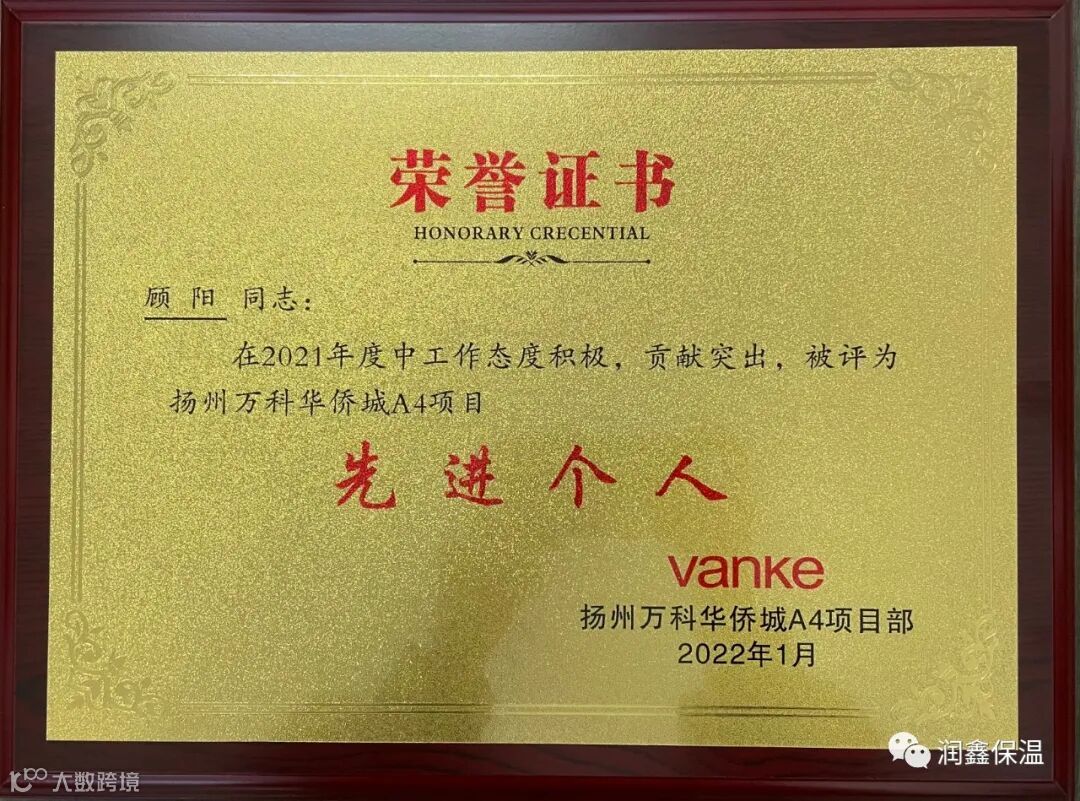 荣誉证书
HONORARY CRECENTIAL
顾 阳 同志：
在2021年度中工作态度积极，贡献突出，被评为
扬州万科华侨城A4项目
先进个人
vanke
扬州万科华侨城A4项目部
2022年1月
润鑫保温
大数跨境